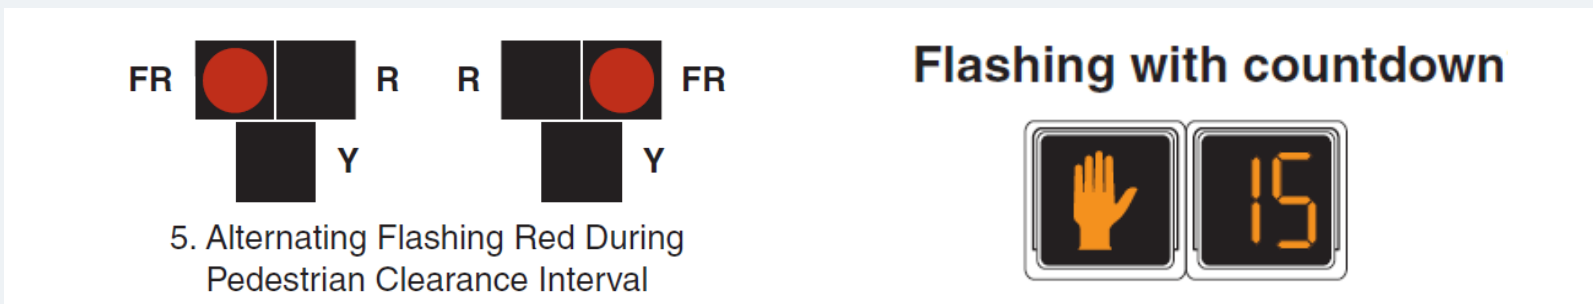 FR R R FR
Y Y
5. Alternating Flashing Red During
Pedestrian Clearance Interval
Flashing with countdown
15